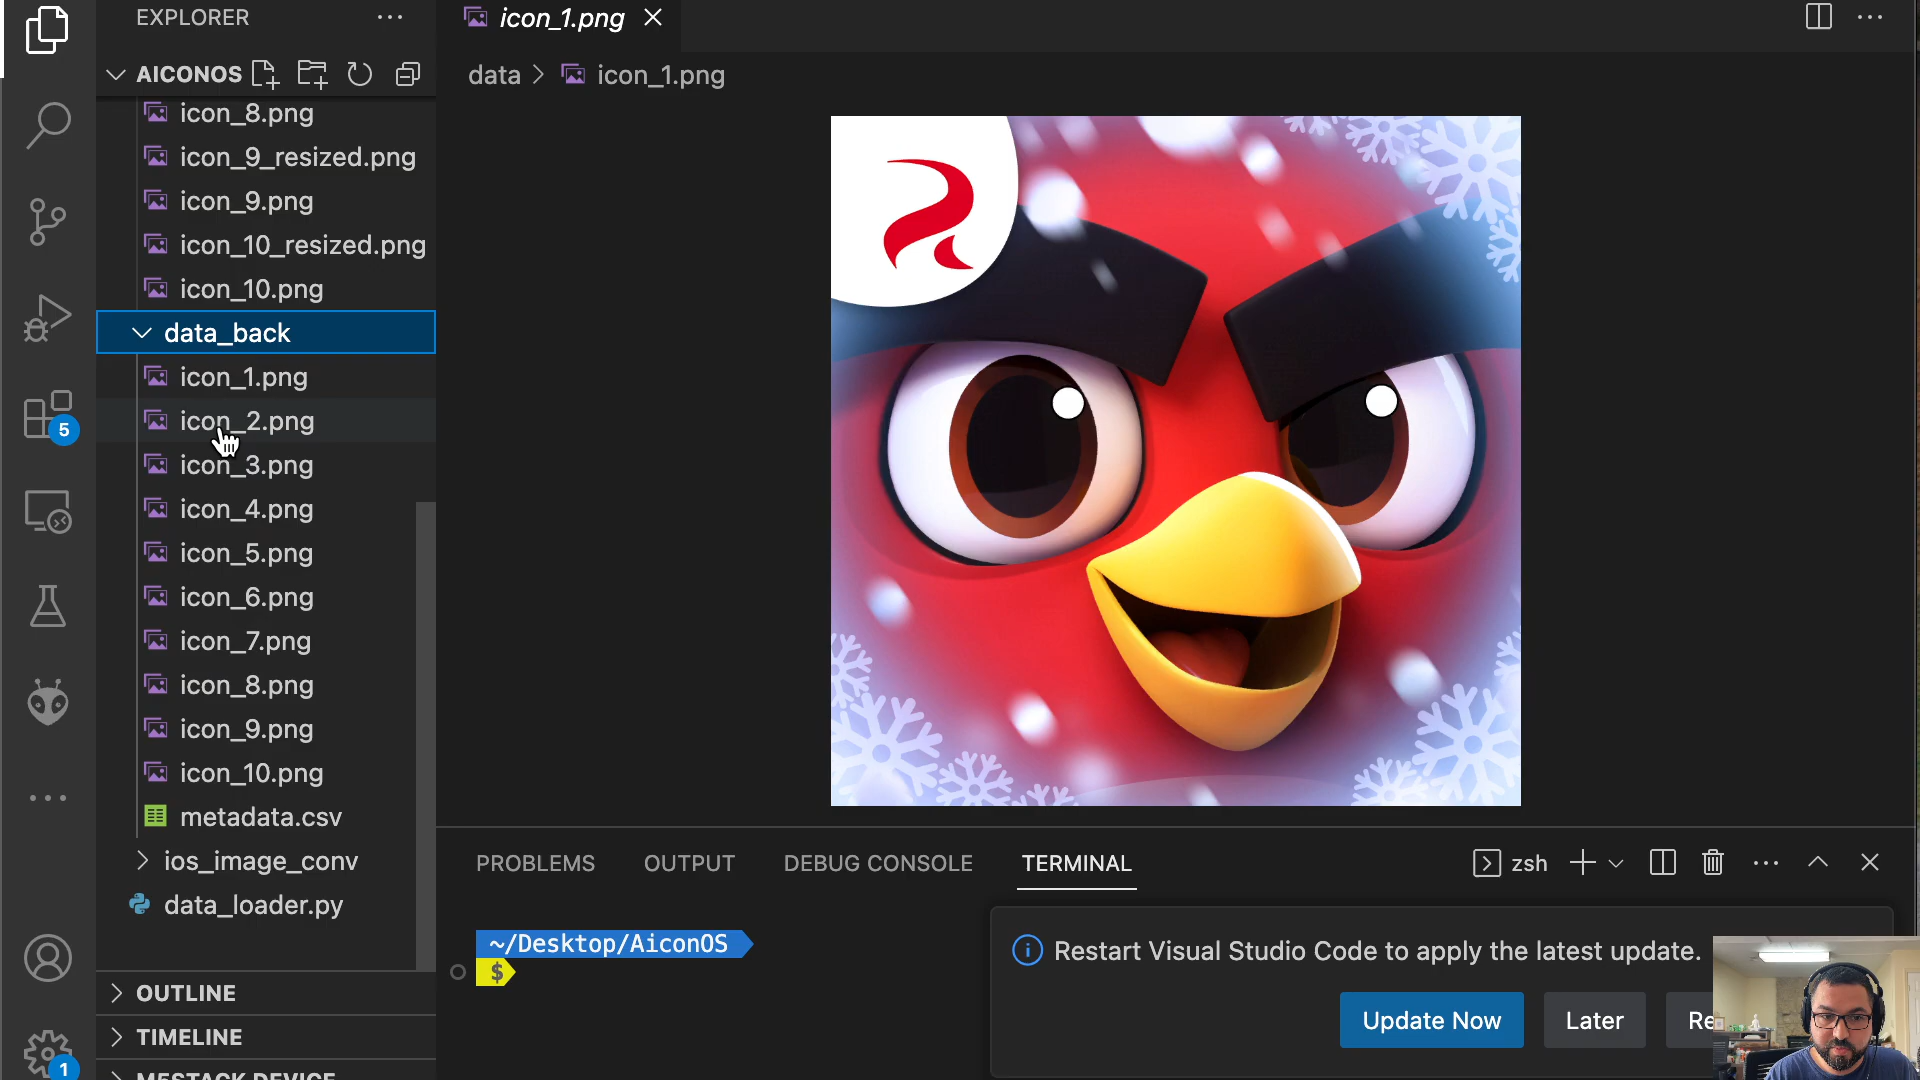 EXPLORER
icon_1.png
AICONOS
data > icon_1.png
icon_8.png
icon_9_resized.png
icon_9.png
icon_10_resized.png
icon_10.png
data_back
icon_1.png
icon_2.png
icon_3.png
icon_4.png
icon_5.png
icon_6.png
icon_7.png
icon_8.png
icon_9.png
icon_10.png
metadata.csv
ios_image_conv
data_loader.py
OUTLINE
TIMELINE
M5STACK DEVICE
5
1
PROBLEMS
OUTPUT
DEBUG CONSOLE
TERMINAL
zsh
~/Desktop/AiconOS
$
Restart Visual Studio Code to apply the latest update.
Update Now
Later